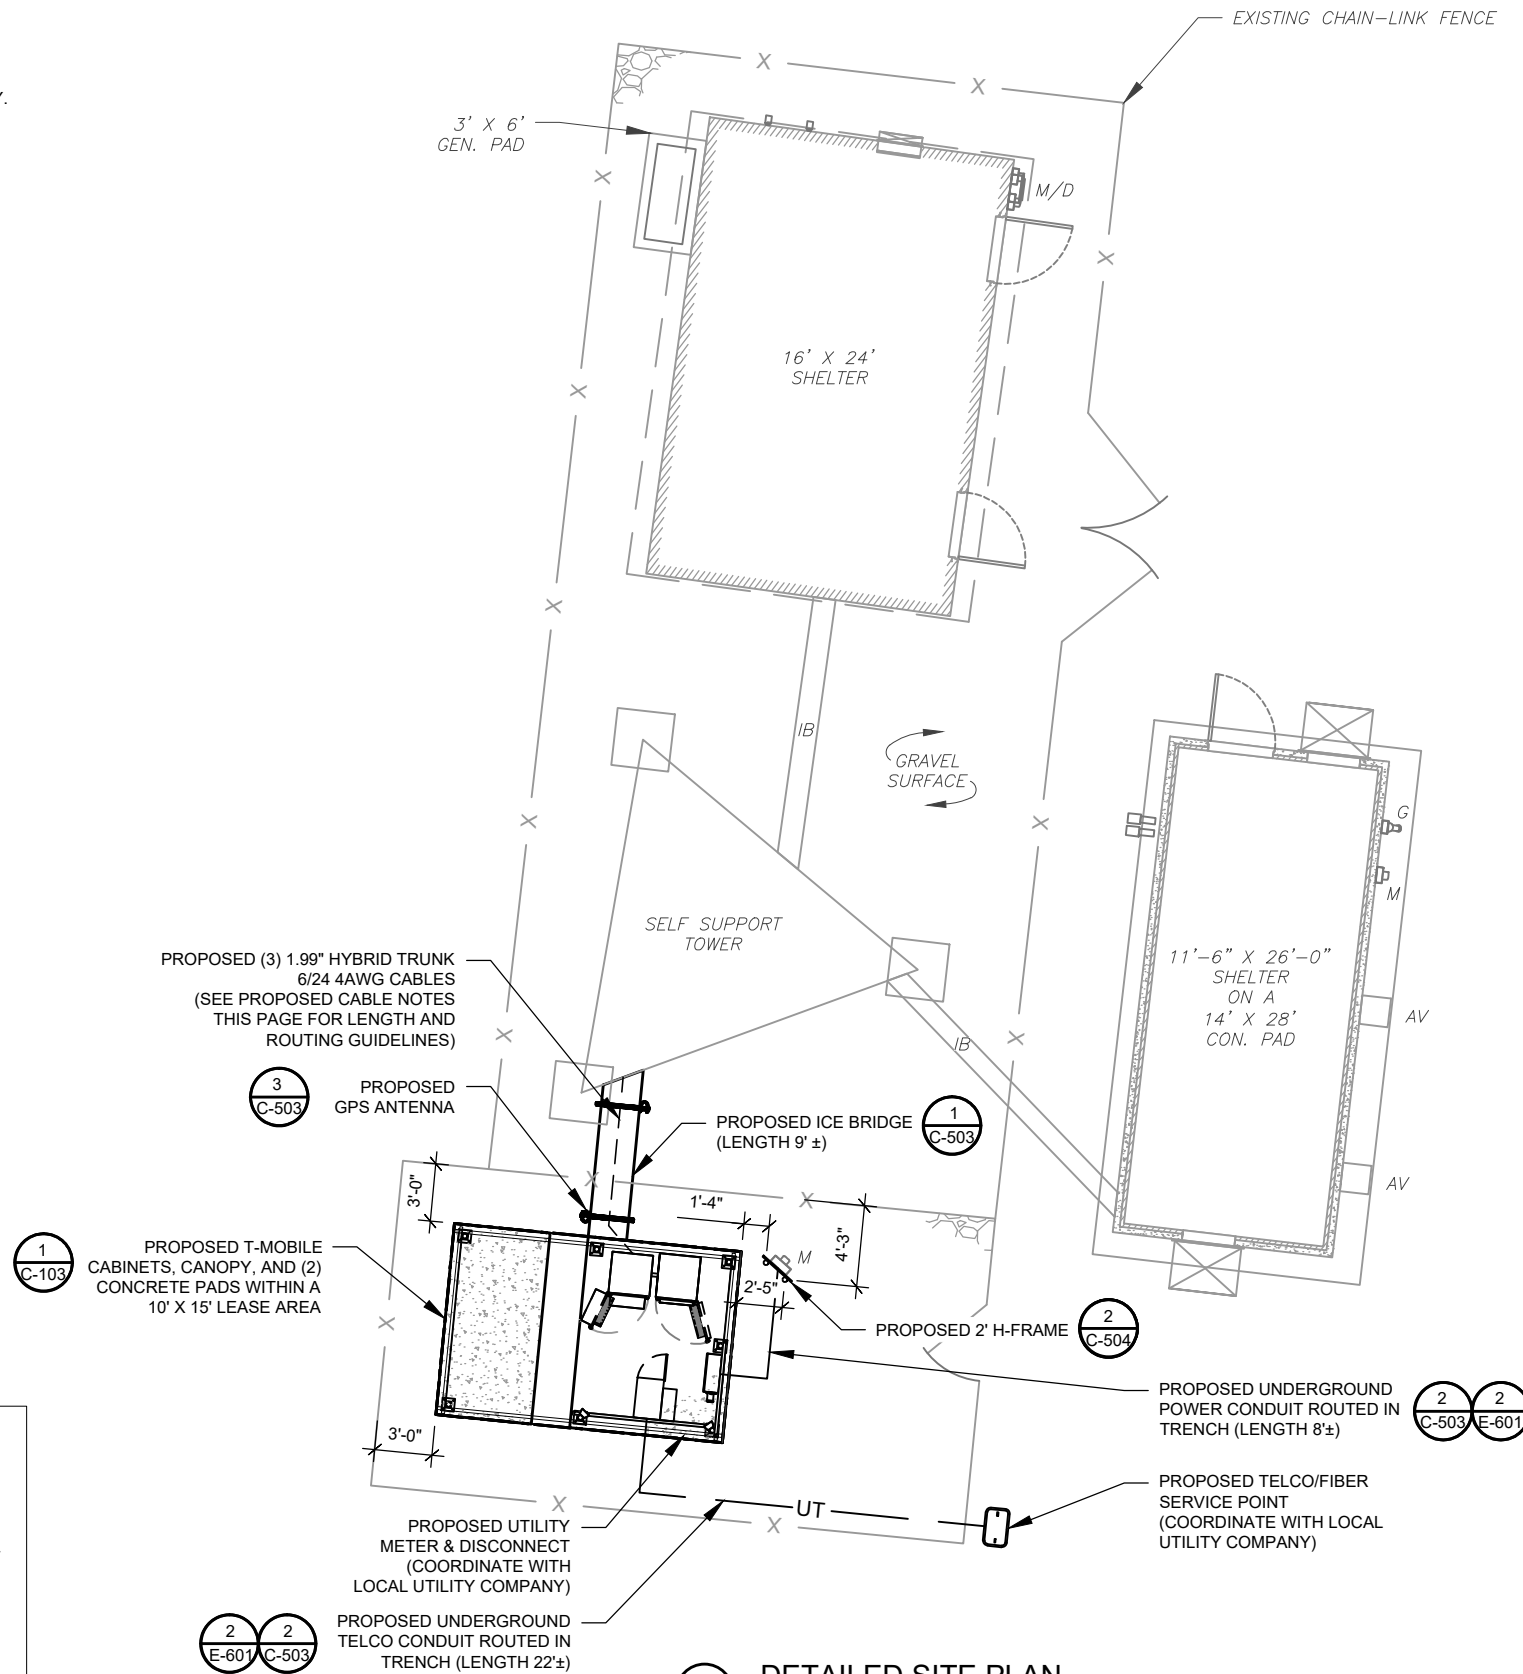 EXISTING CHAIN-LINK FENCE
X
X
Y.
3' X 6'
GEN. PAD
X
M/D
X
16' X 24'
SHELTER
X
X
IB
GRAVEL
SURFACE
X
X
G
M
SELF SUPPORT
TOWER
11'-6" X 26'-0"
SHELTER
ON A
14' X 28'
CON. PAD
AV
PROPOSED (3) 1.99" HYBRID TRUNK
6/24 4AWG CABLES
(SEE PROPOSED CABLE NOTES
THIS PAGE FOR LENGTH AND
ROUTING GUIDELINES)
X
X
IB
3
C-503
PROPOSED
GPS ANTENNA
PROPOSED ICE BRIDGE
(LENGTH 9' ±)
1
C-503
3'-0"
X
1'-4"
X
AV
4'-3"
M
2'-5"
1
C-103
PROPOSED T-MOBILE
CABINETS, CANOPY, AND (2)
CONCRETE PADS WITHIN A
10' X 15' LEASE AREA
X
PROPOSED 2' H-FRAME
2
C-504
PROPOSED UNDERGROUND
POWER CONDUIT ROUTED IN
TRENCH (LENGTH 8'±)
2
C-503
2
E-601
3'-0"
X
UT
X
PROPOSED TELCO/FIBER
SERVICE POINT
(COORDINATE WITH LOCAL
UTILITY COMPANY)
PROPOSED UTILITY
METER & DISCONNECT
(COORDINATE WITH
LOCAL UTILITY COMPANY)
2
E-601
2
C-503
PROPOSED UNDERGROUND
TELCO CONDUIT ROUTED IN
TRENCH (LENGTH 22'±)
DETAILED SITE PLAN